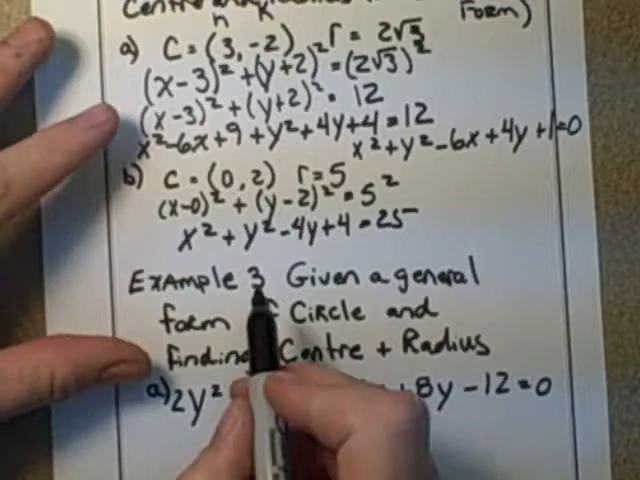 Centre
h k Form)
a) C = (3, -2) r = 2√3
(x-3)² + (y+2)² = (2√3)²
(x-3)² + (y+2)² = 12
x² - 6x + 9 + y² + 4y + 4 = 12
x² + y² - 6x + 4y + 1 = 0
b) C = (0, 2) r = 5
(x-0)² + (y-2)² = 5²
x² + y² - 4y + 4 = 25
Example 3 Given a general
form Circle and
Finding Centre + Radius
a) 2y² + 8y - 12 = 0